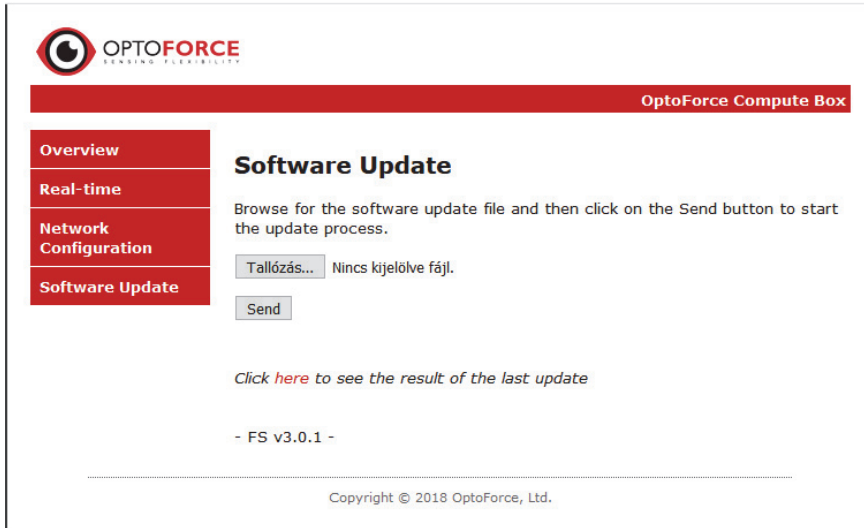 OPTOFORCE
SENSING FLEXIBILITY
OptoForce Compute Box
Overview
Real-time
Network
Configuration
Software Update
Software Update
Browse for the software update file and then click on the Send button to start
the update process.
Tallózás... Nincs kijelölve fájl.
Send
Click here to see the result of the last update
- FS v3.0.1 -
Copyright © 2018 OptoForce, Ltd.